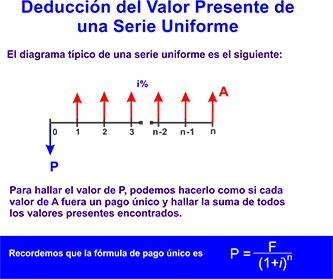 Deducción del Valor Presente de
una Serie Uniforme
El diagrama típico de una serie uniforme es el siguiente:
i%
A
0 1 2 3 n-2 n-1 n
P
Para hallar el valor de P, podemos hacerlo como si cada
valor de A fuera un pago único y hallar la suma de todos
los valores presentes encontrados.
Recordemos que la fórmula de pago único es P = F / (1+i)^n